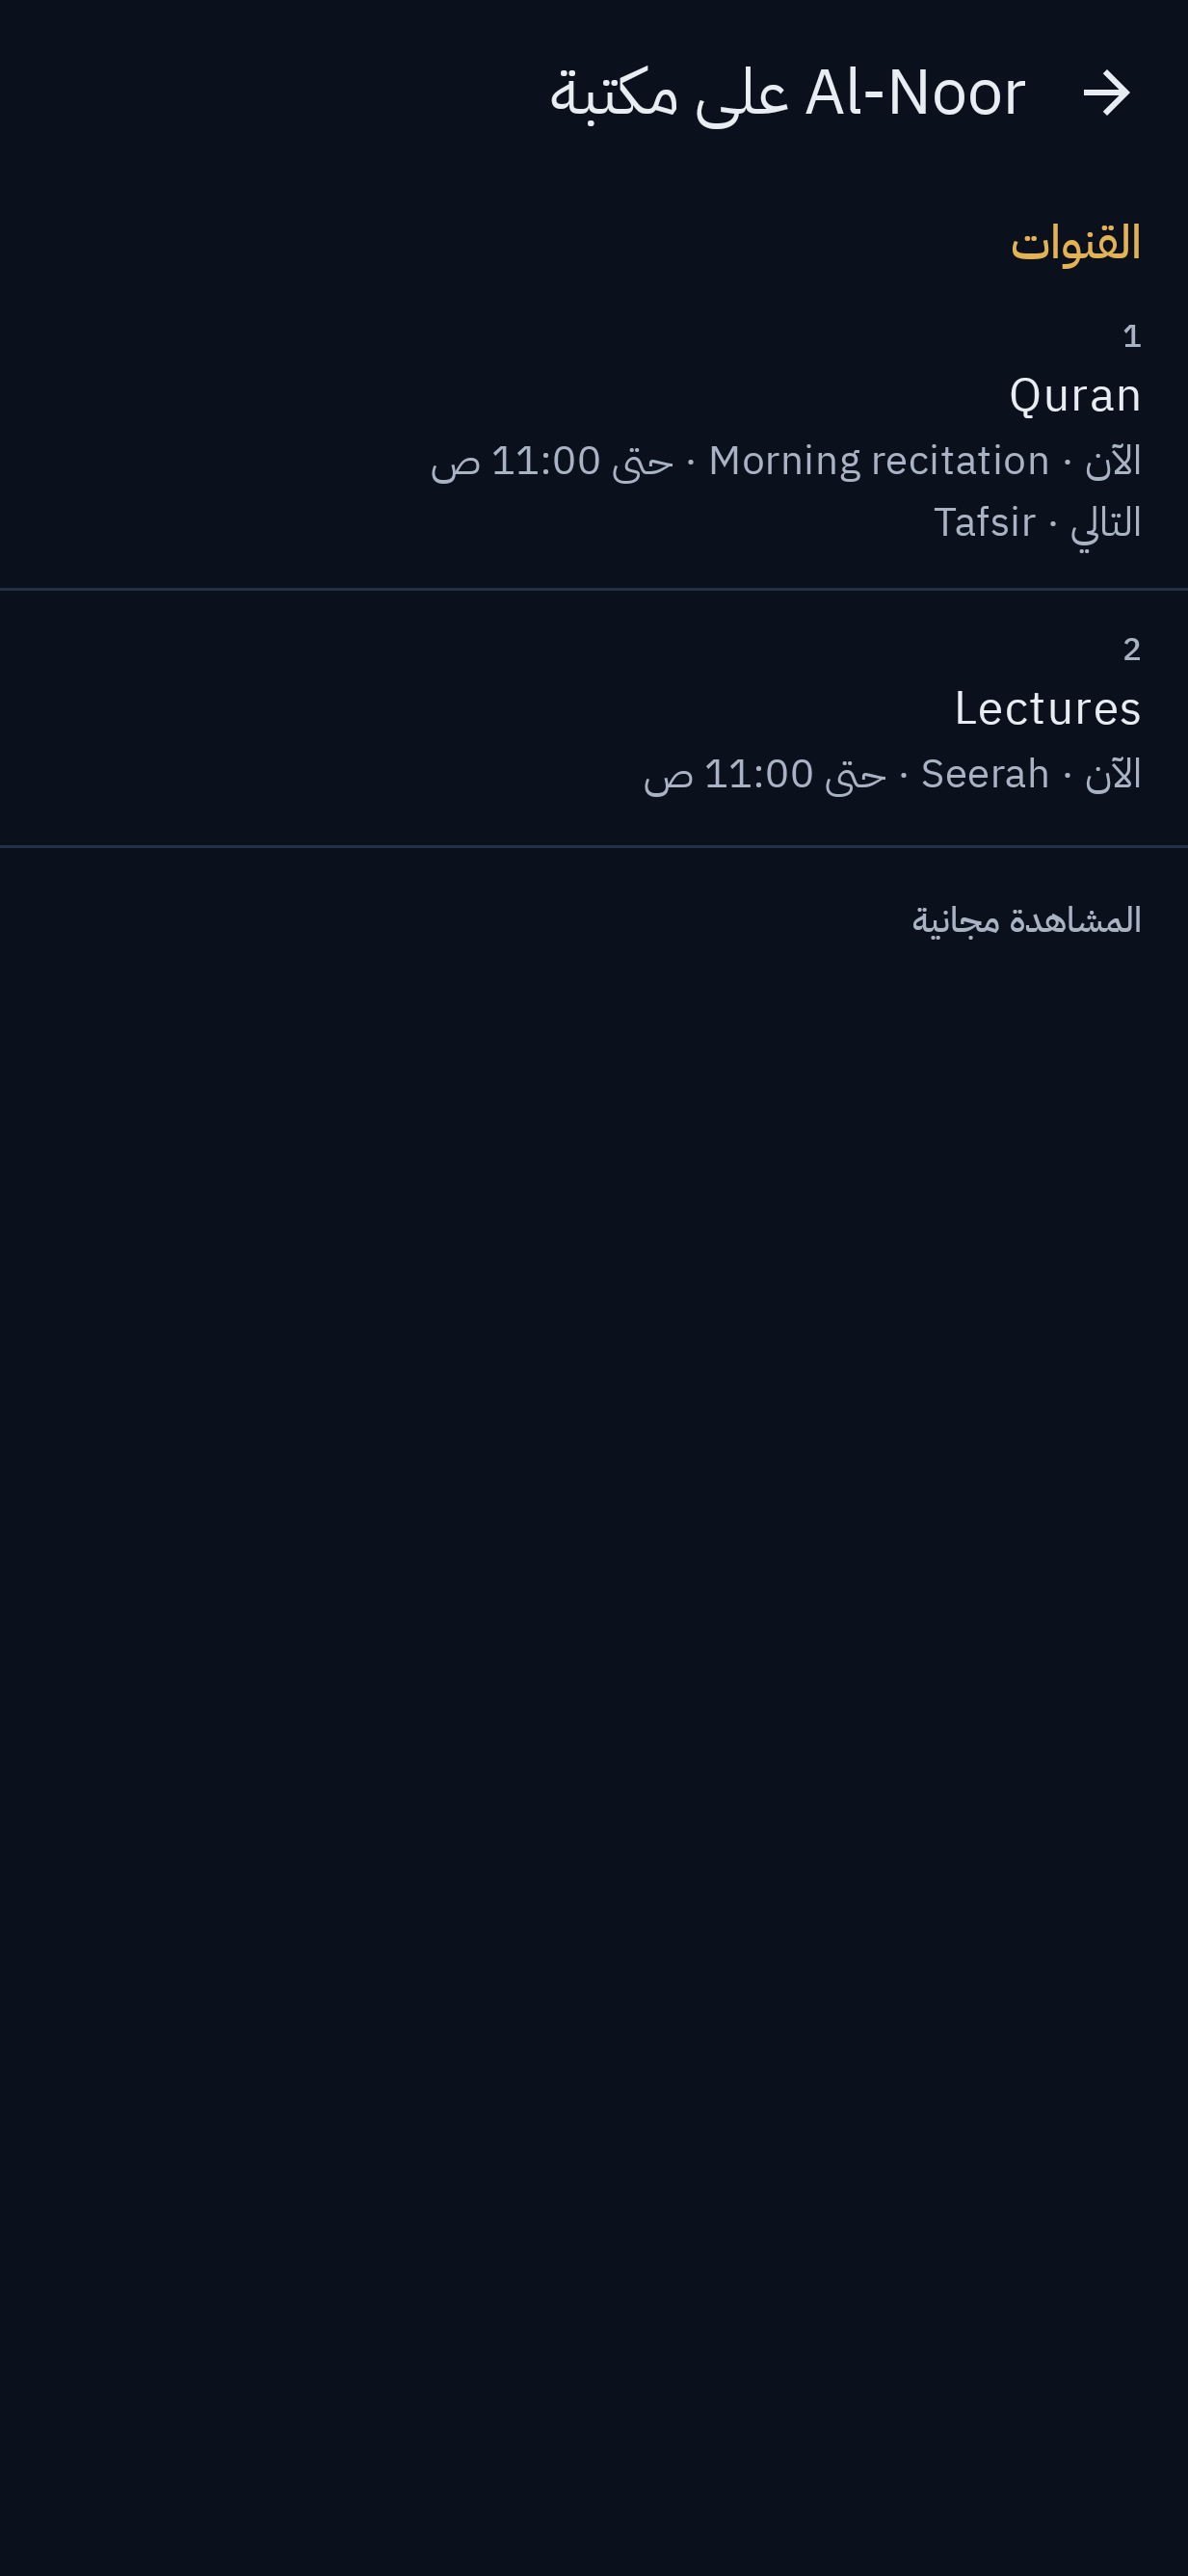 Al-Noor على مكتبة
القنوات
1
Quran
الآن · Morning recitation · حتى 11:00 ص
التالي · Tafsir
2
Lectures
الآن · Seerah · حتى 11:00 ص
المشاهدة مجانية